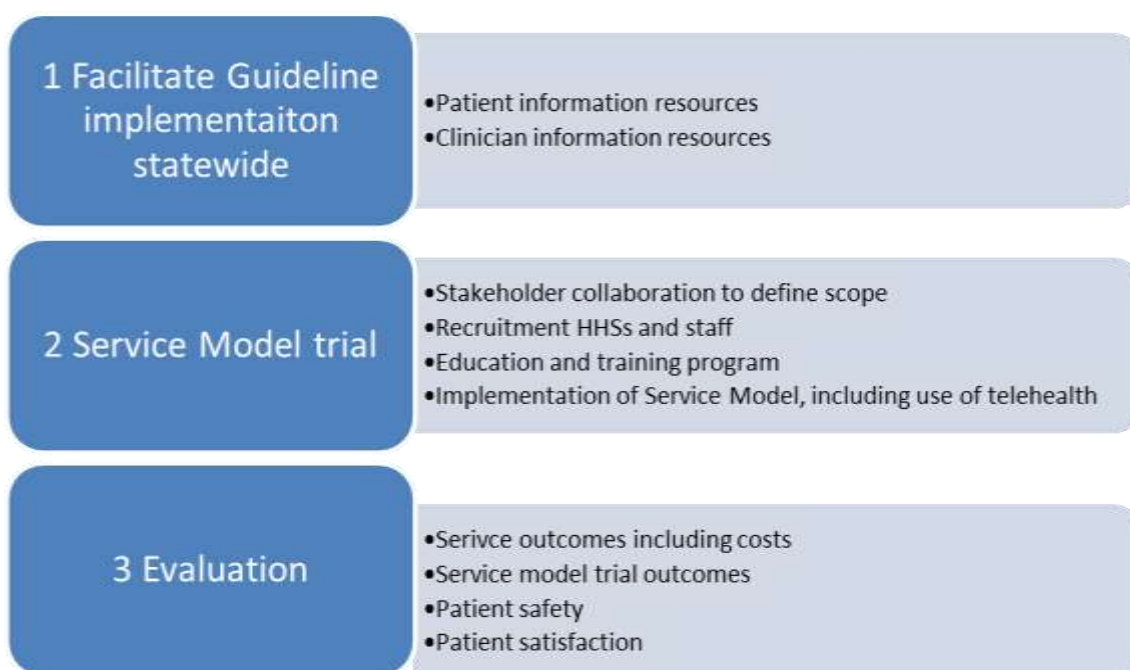 1 Facilitate Guideline
implementaiton
statewide
•Patient information resources
•Clinician information resources
2 Service Model trial
•Stakeholder collaboration to define scope
•Recruitment HHSs and staff
•Education and training program
•Implementation of Service Model, including use of telehealth
3 Evaluation
•Serivce outcomes including costs
•Service model trial outcomes
•Patient safety
•Patient satisfaction